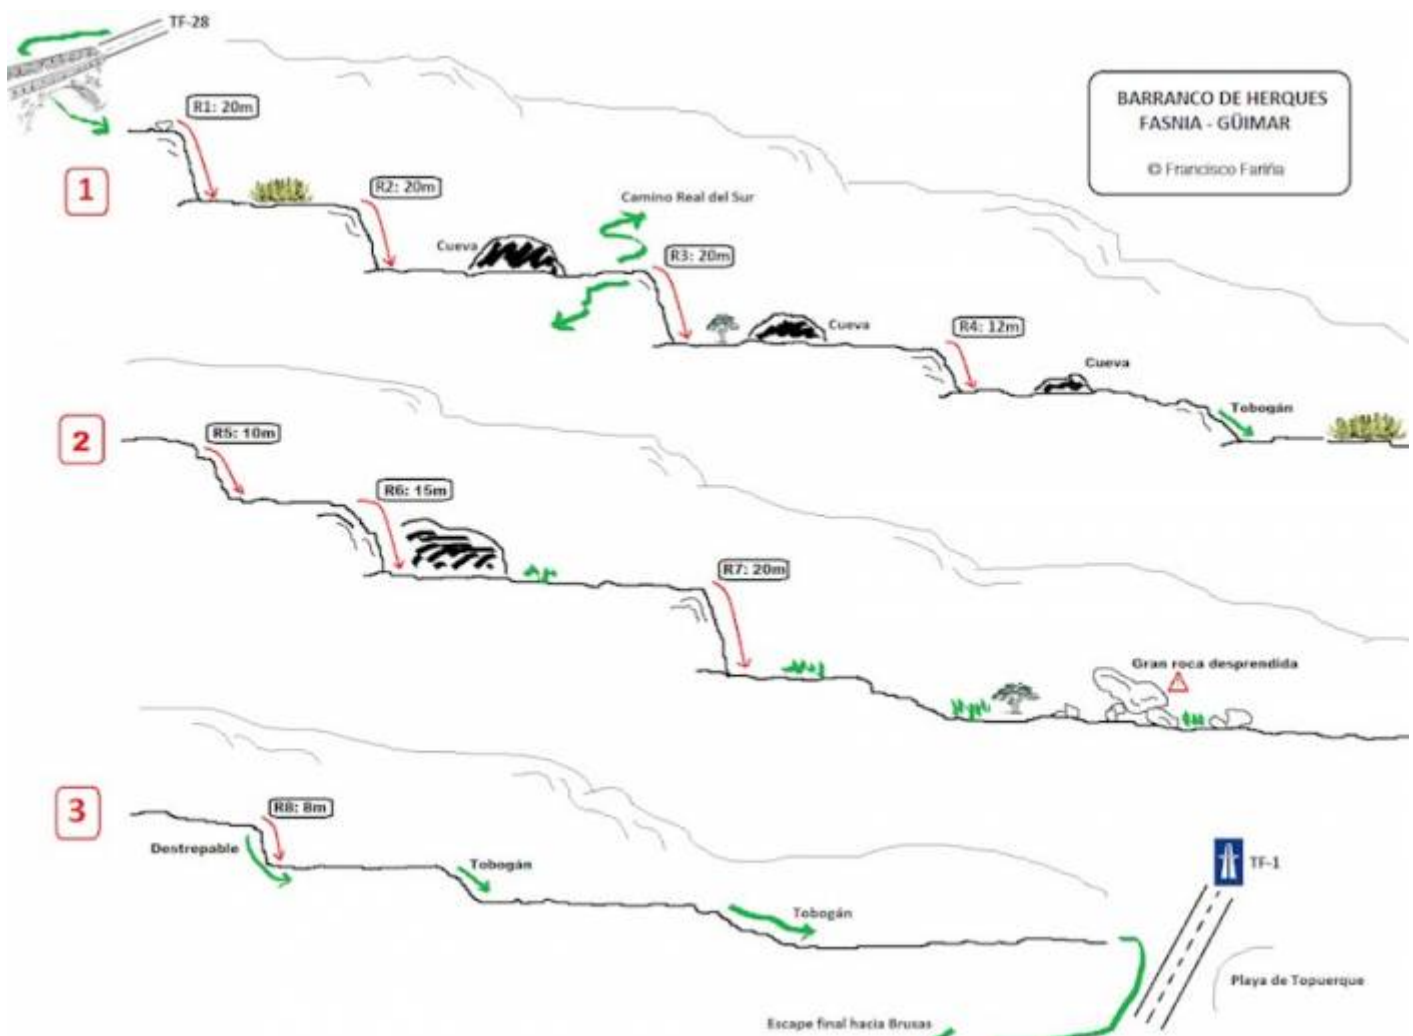 TF-28
BARRANCO DE HERQUES
FASNIA - GÜIMAR
© Francisco Fariña
1
R1: 20m
R2: 20m
Cueva
Camino Real del Sur
R3: 20m
Cueva
R4: 12m
Cueva
Tobogán
2
R5: 10m
R6: 15m
R7: 20m
Gran roca desprendida
3
R8: 8m
Destrepable
Tobogán
Tobogán
TF-1
Playa de Topuerque
Escape final hacia Brusas